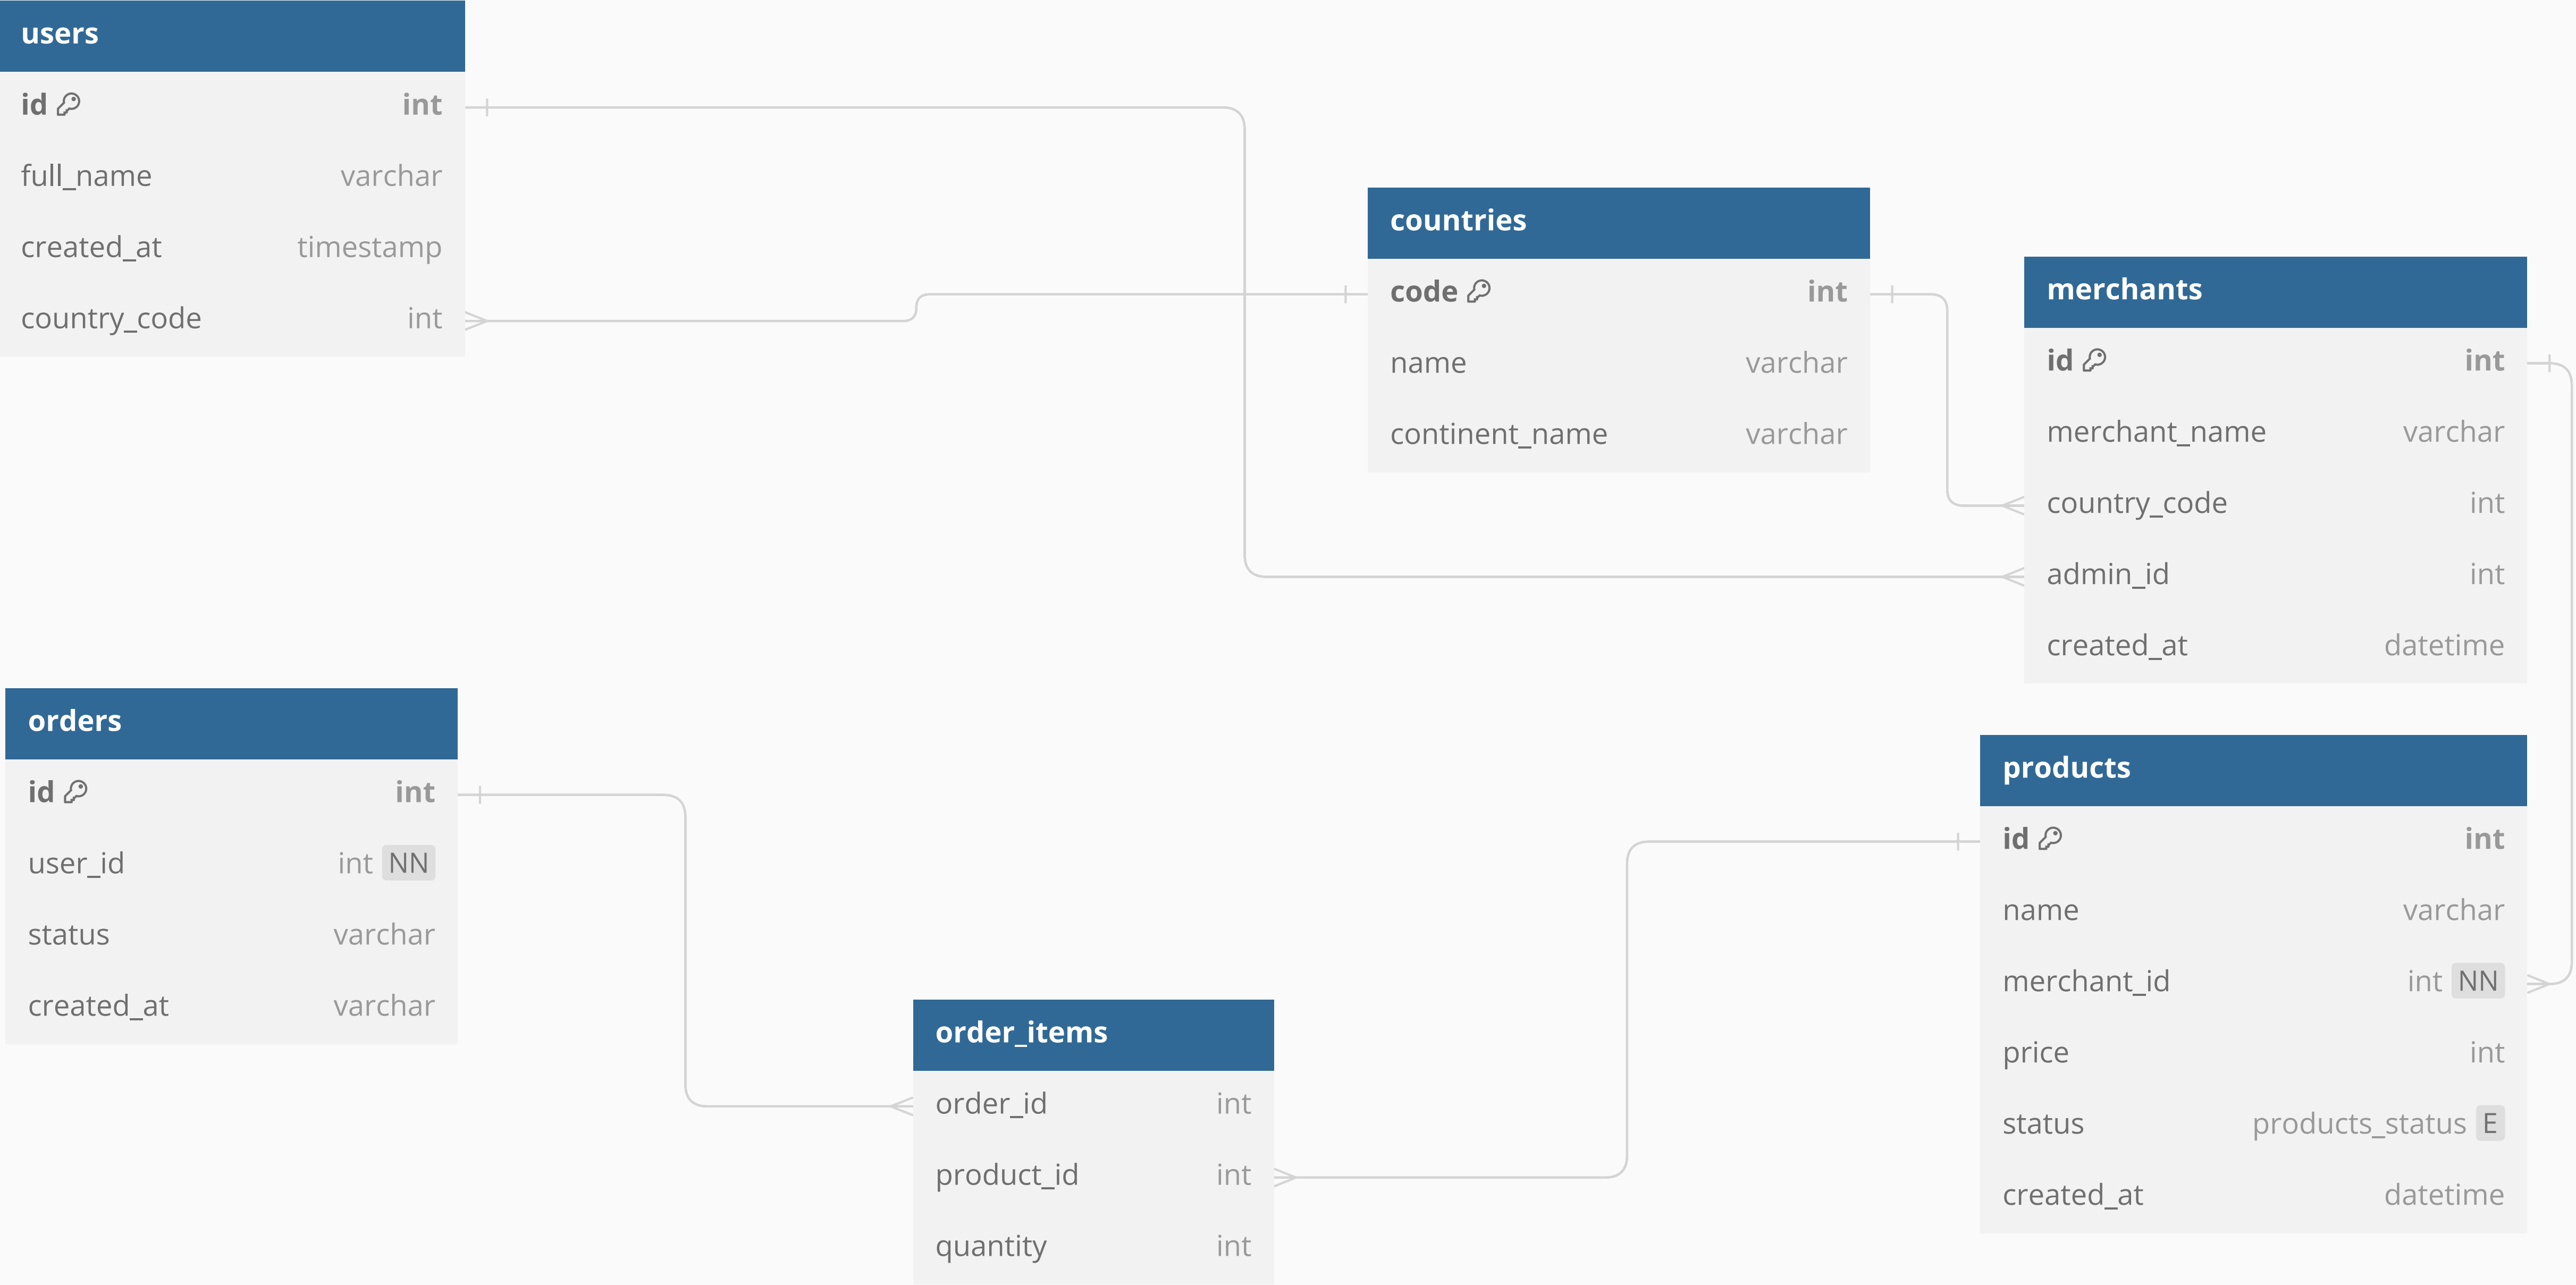 users
id int
full_name varchar
created_at timestamp
country_code int
countries
code int
name varchar
continent_name varchar
merchants
id int
merchant_name varchar
country_code int
admin_id int
created_at datetime
orders
id int
user_id int NN
status varchar
created_at varchar
order_items
order_id int
product_id int
quantity int
products
id int
name varchar
merchant_id int NN
price int
status products_status E
created_at datetime